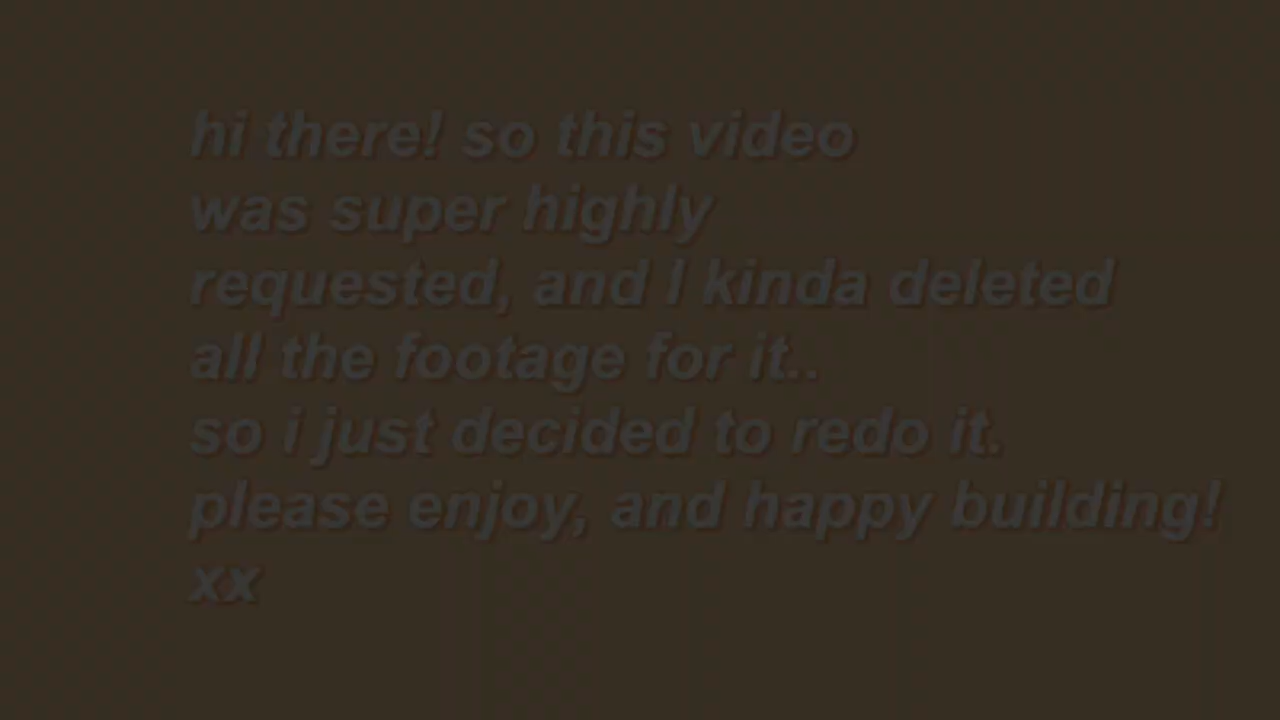 hi there! so this video
was super highly
requested, and I kinda deleted
all the footage for it..
so i just decided to redo it.
please enjoy, and happy building!
xx